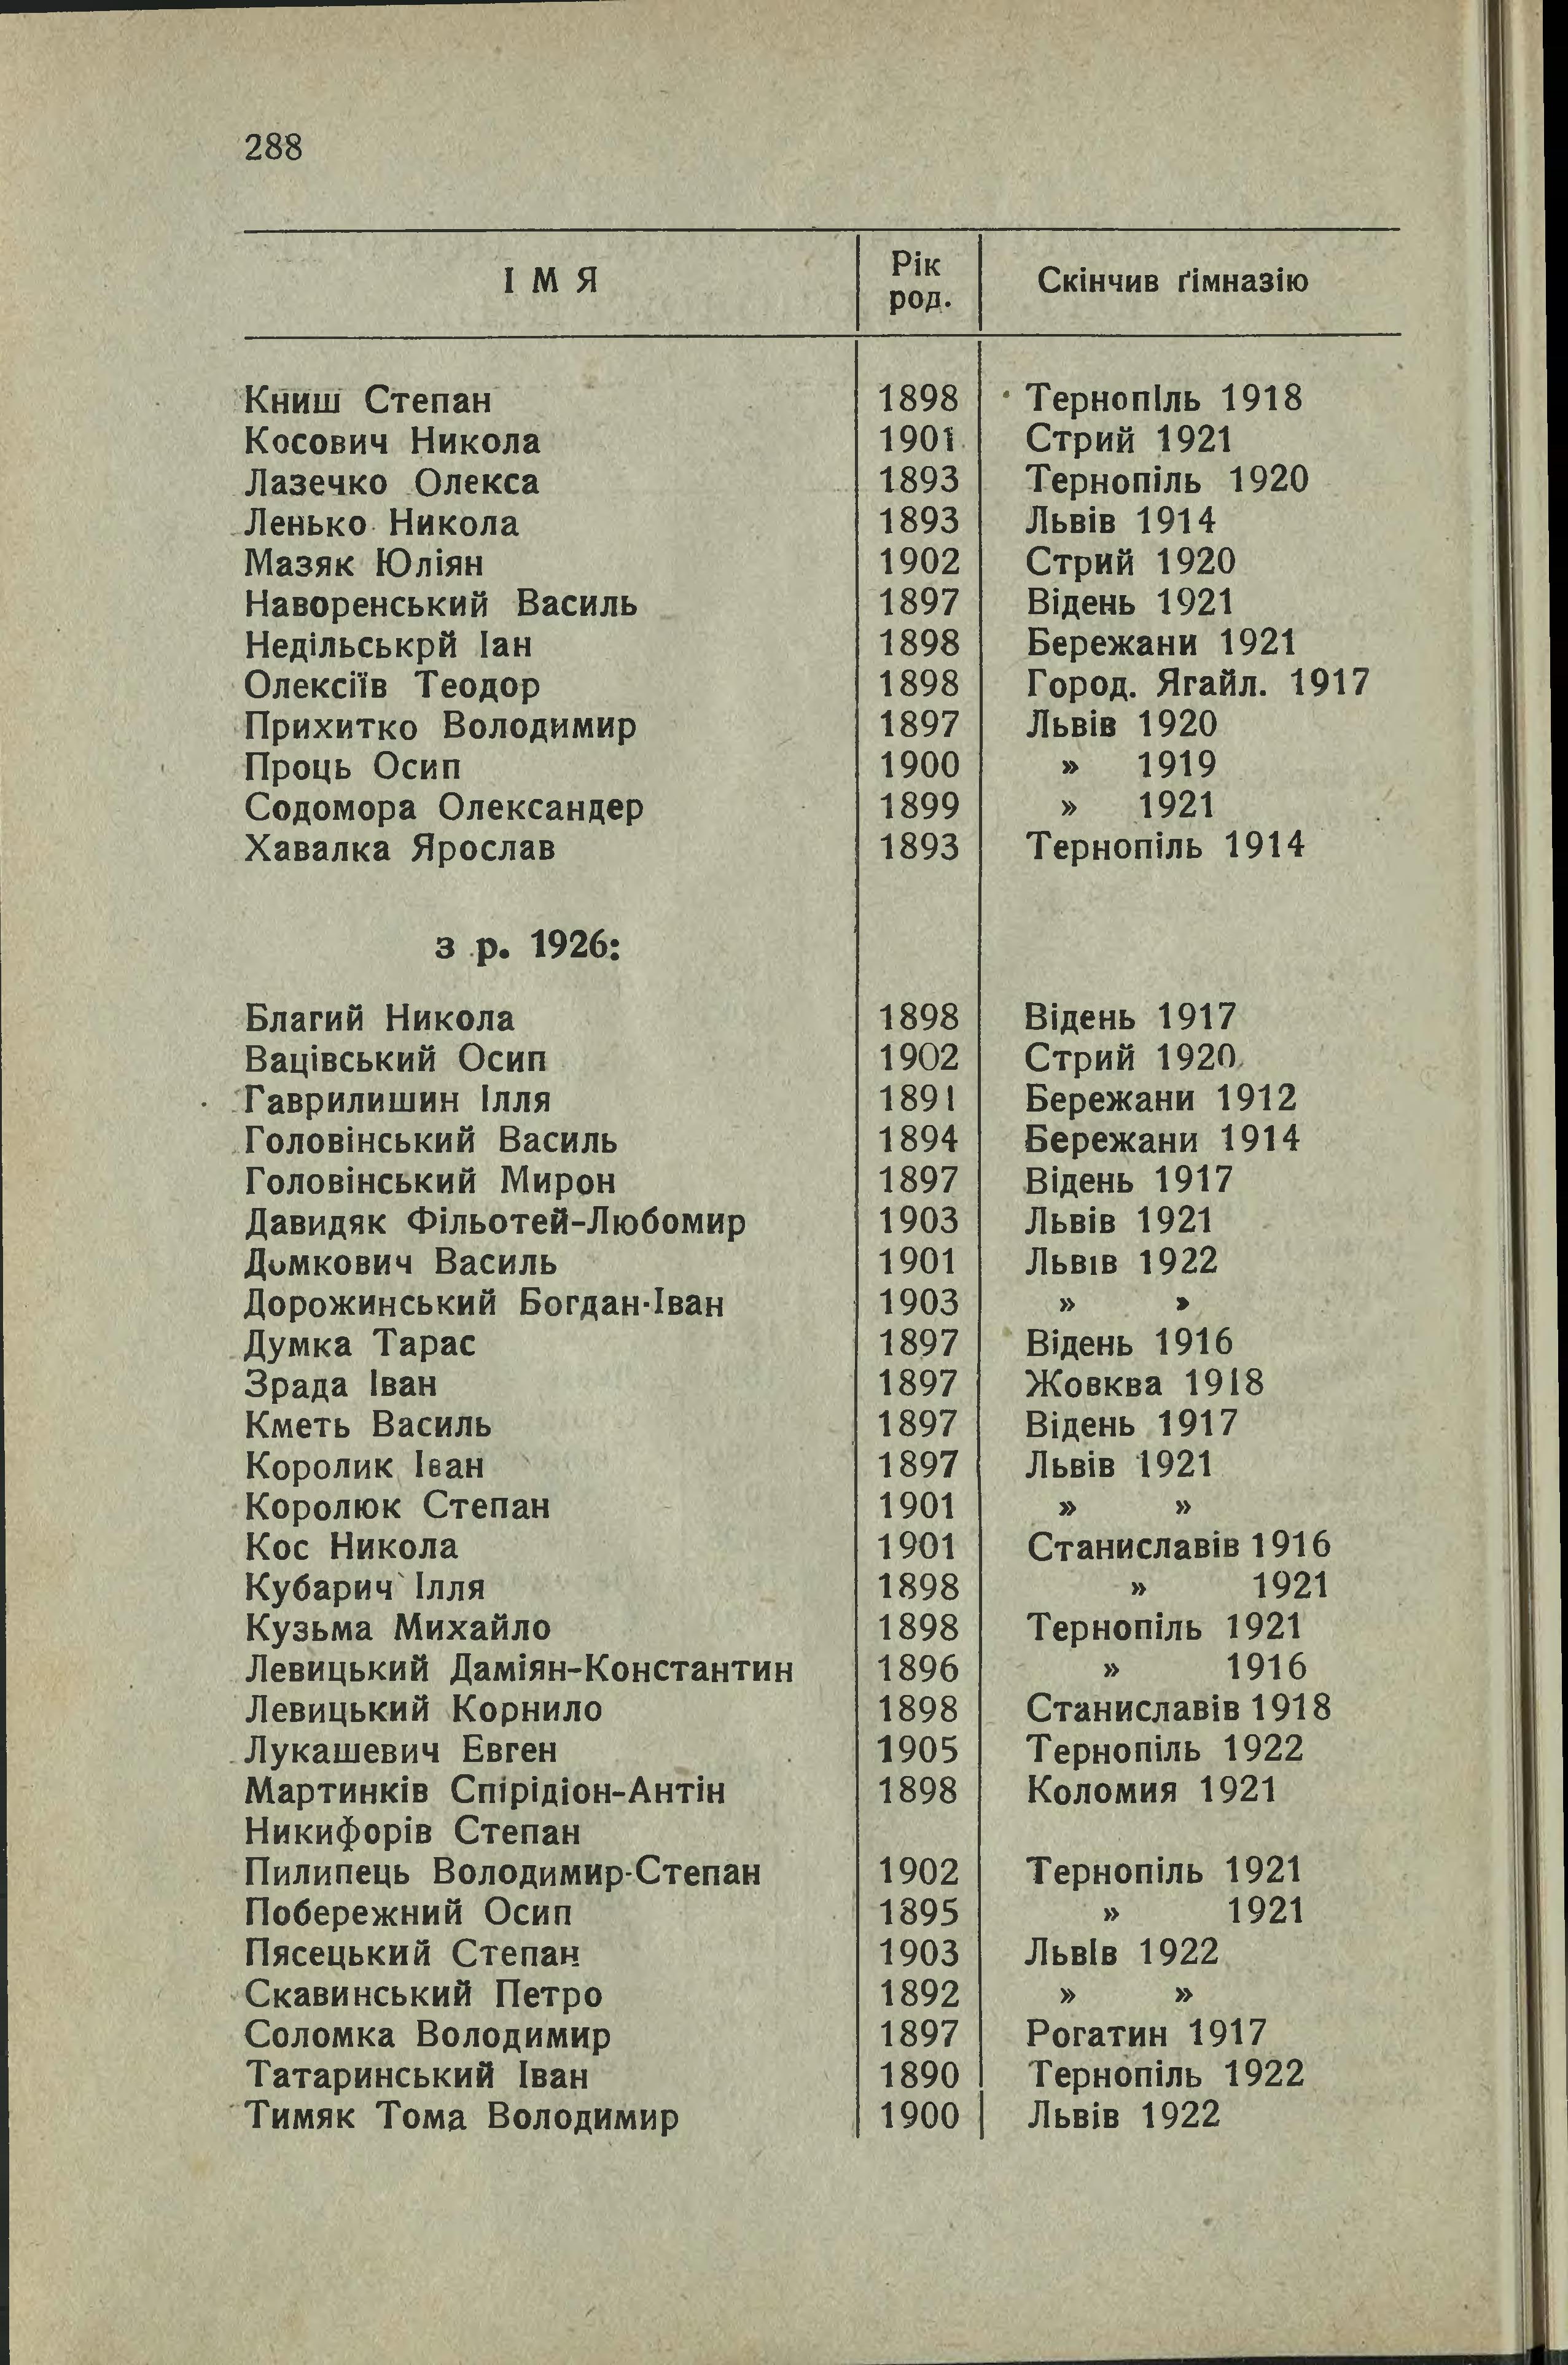 288
І М Я Рік род. Скінчив ґімназію
Книш Степан 1898 Тернопіль 1918
Косович Никола 1901 Стрий 1921
Лазечко Олекса 1893 Тернопіль 1920
Ленько Никола 1893 Львів 1914
Мазяк Юліян 1902 Стрий 1920
Наворенський Василь 1897 Відень 1921
Недільськрй Іан 1898 Бережани 1921
Олексіїв Теодор 1898 Город. Ягайл. 1917
Прихитко Володимир 1897 Львів 1920
Проць Осип 1900 » 1919
Содомора Олександер 1899 » 1921
Хавалка Ярослав 1893 Тернопіль 1914
з р. 1926:
Благий Никола 1898 Відень 1917
Вацівський Осип 1902 Стрий 1920
Гаврилишин Ілля 1891 Бережани 1912
Головінський Василь 1894 Бережани 1914
Головінський Мирон 1897 Відень 1917
Давидяк Фільотей-Любомир 1903 Львів 1921
Домкович Василь 1901 Львів 1922
Дорожинський Богдан-Іван 1903 » »
Думка Тарас 1897 Відень 1916
Зрада Іван 1897 Жовква 1918
Кметь Василь 1897 Відень 1917
Королик Іван 1897 Львів 1921
Королюк Степан 1901 » »
Кос Никола 1901 Станиславів 1916
Кубарич Ілля 1898 » 1921
Кузьма Михайло 1898 Тернопіль 1921
Левицький Даміян-Константин 1896 » 1916
Левицький Корнило 1898 Станиславів 1918
Лукашевич Евген 1905 Тернопіль 1922
Мартинків Спірідіон-Антін 1898 Коломия 1921
Никифорів Степан
Пилипець Володимир-Степан 1902 Тернопіль 1921
Побережний Осип 1895 » 1921
Пясецький Степан 1903 Львів 1922
Скавинський Петро 1892 » »
Соломка Володимир 1897 Рогатин 1917
Татаринський Іван 1890 Тернопіль 1922
Тимяк Тома Володимир 1900 Львів 1922